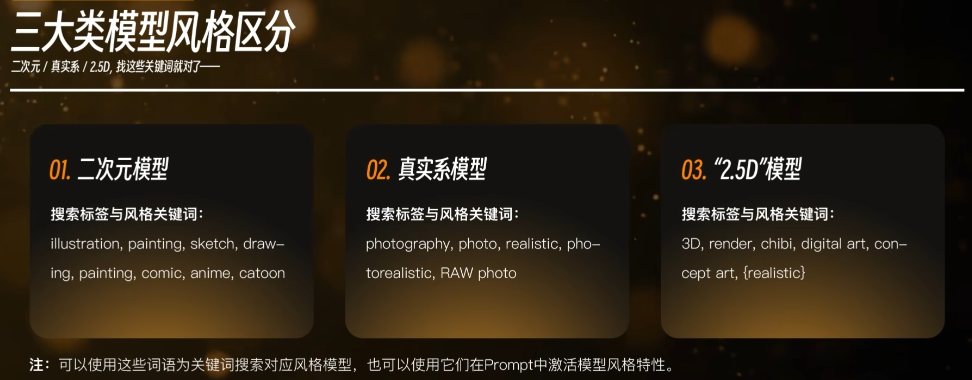 三大类模型风格区分
二次元 / 真实系 / 2.5D, 找这些关键词就对了——
01. 二次元模型
搜索标签与风格关键词：
illustration, painting, sketch, draw–
ing, painting, comic, anime, catoon
02. 真实系模型
搜索标签与风格关键词：
photography, photo, realistic, pho–
torealistic, RAW photo
03. “2.5D”模型
搜索标签与风格关键词：
3D, render, chibi, digital art, con–
cept art, {realistic}
注：可以使用这些词语为关键词搜索对应风格模型，也可以使用它们在Prompt中激活模型风格特性。